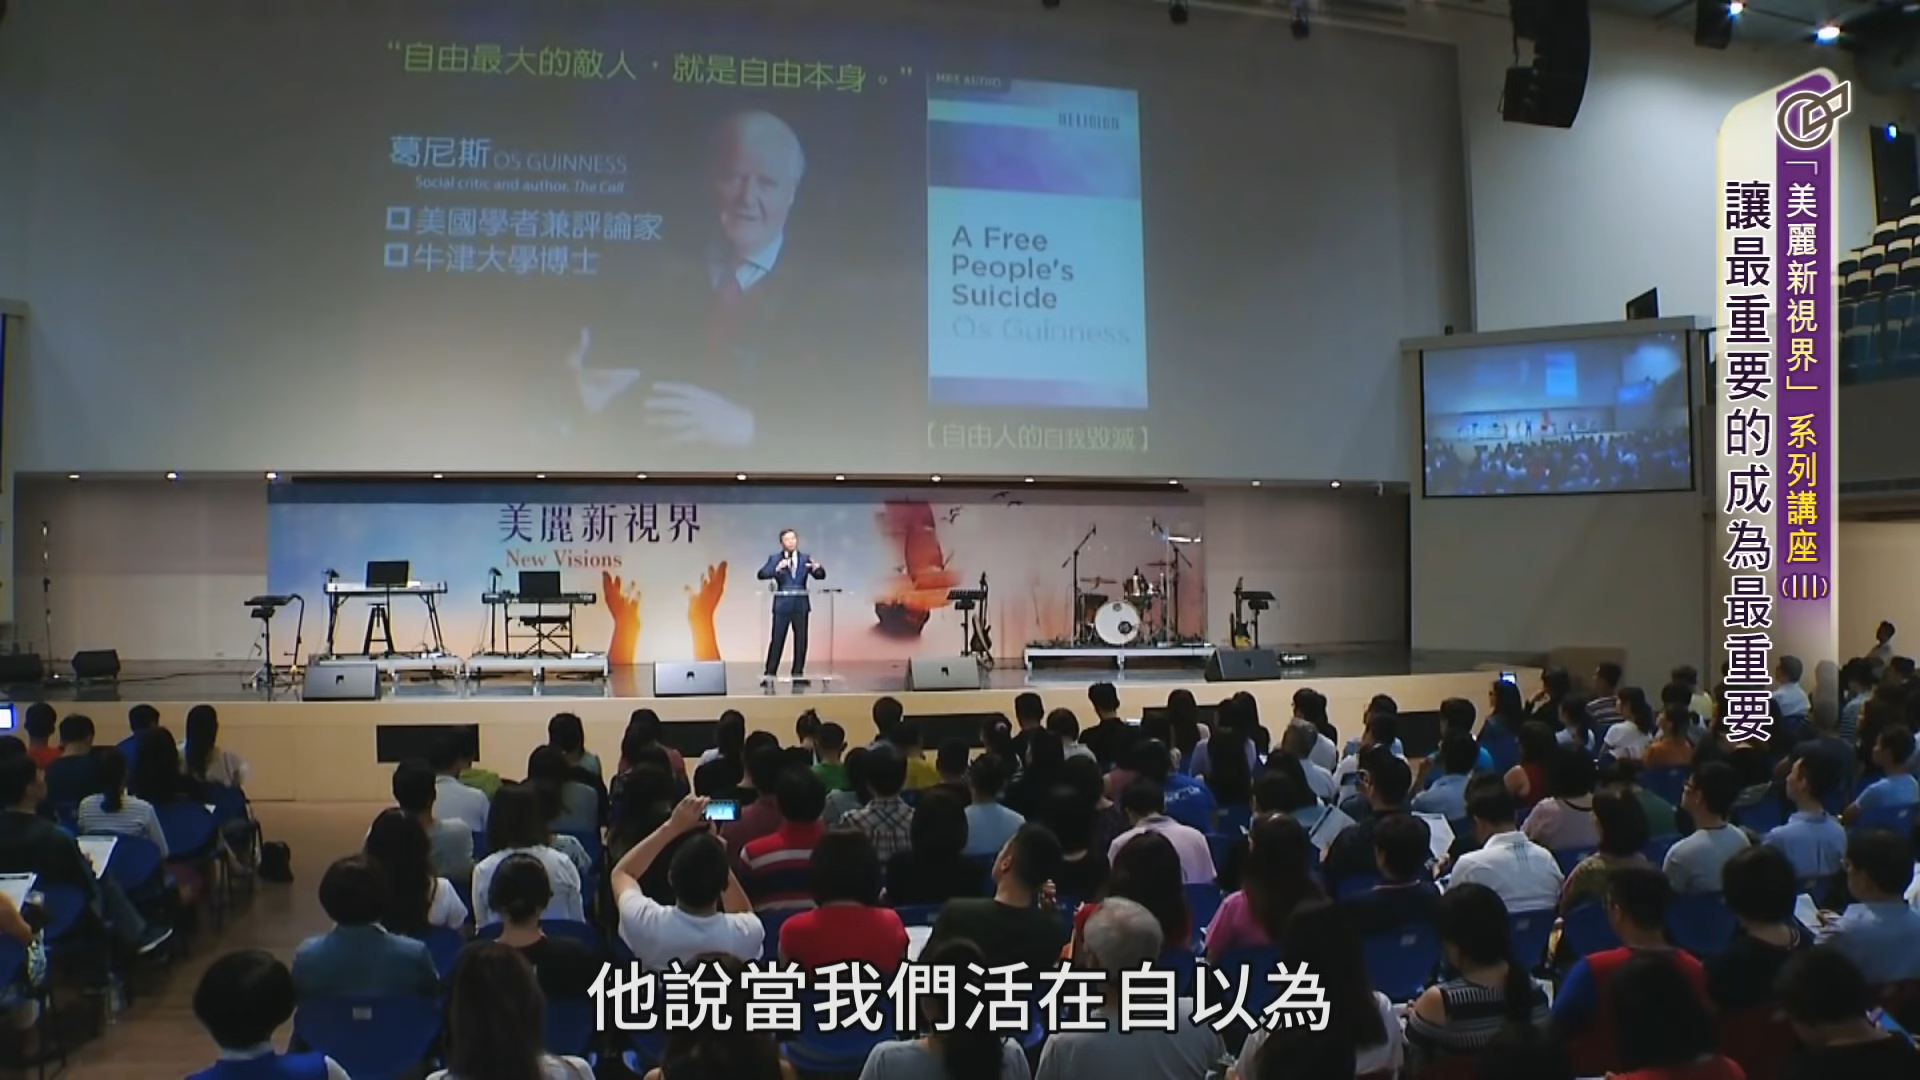 “自由最大的敵人，就是自由本身。”
葛尼斯 OS GUINNESS
Social critic and author, The Call
美國學者兼評論家
牛津大學博士
MP3 AUDIO
RELIGION
A Free
People's
Suicide
Os Guinness
【自由人的自我毀滅】
美麗新視界
New Visions
「美麗新視界」系列講座(III)
讓最重要的成為最重要
他說當我們活在自以為